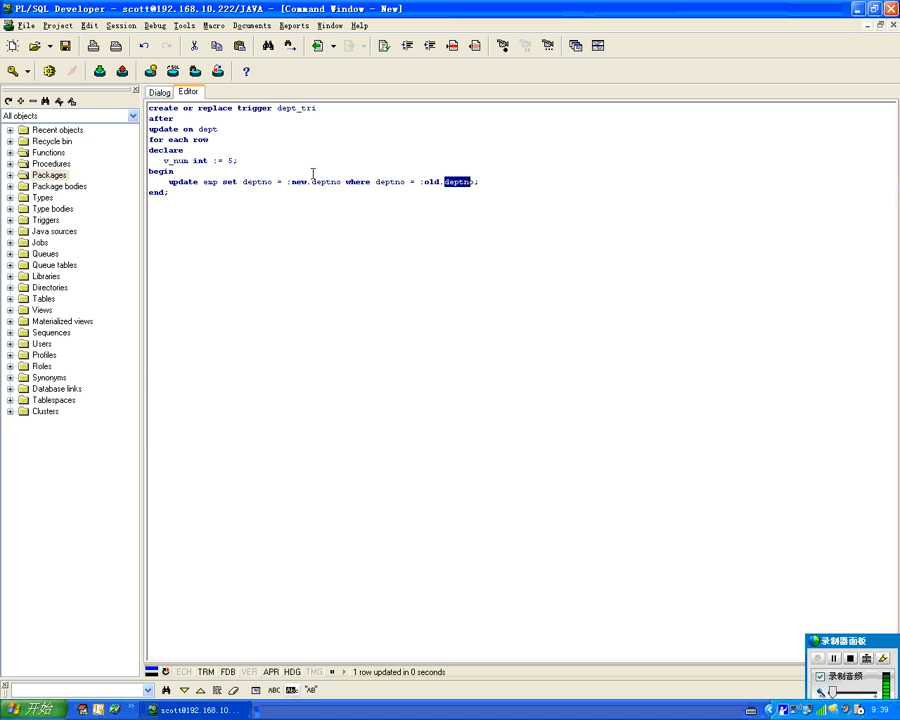 PL/SQL Developer - scott@192.168.10.222/JAVA - [Command Window - New]
File Project Edit Session Debug Tools Macro Documents Reports Window Help
Dialog Editor
All objects
Recent objects
Recycle bin
Functions
Procedures
Packages
Package bodies
Types
Type bodies
Triggers
Java sources
Jobs
Queues
Queue tables
Libraries
Directories
Tables
Views
Materialized views
Sequences
Users
Profiles
Roles
Synonyms
Database links
Tablespaces
Clusters
create or replace trigger dept_tri
after
update on dept
for each row
declare
v_num int := 5;
begin
update emp set deptno = :new.deptno where deptno = :old.deptno;
end;
录制器面板
录制音频
ECH TRM FDB VER APR HDG TMG 1 row updated in 0 seconds
ABC "AB"
开始 scott@192.168.10... 9:39